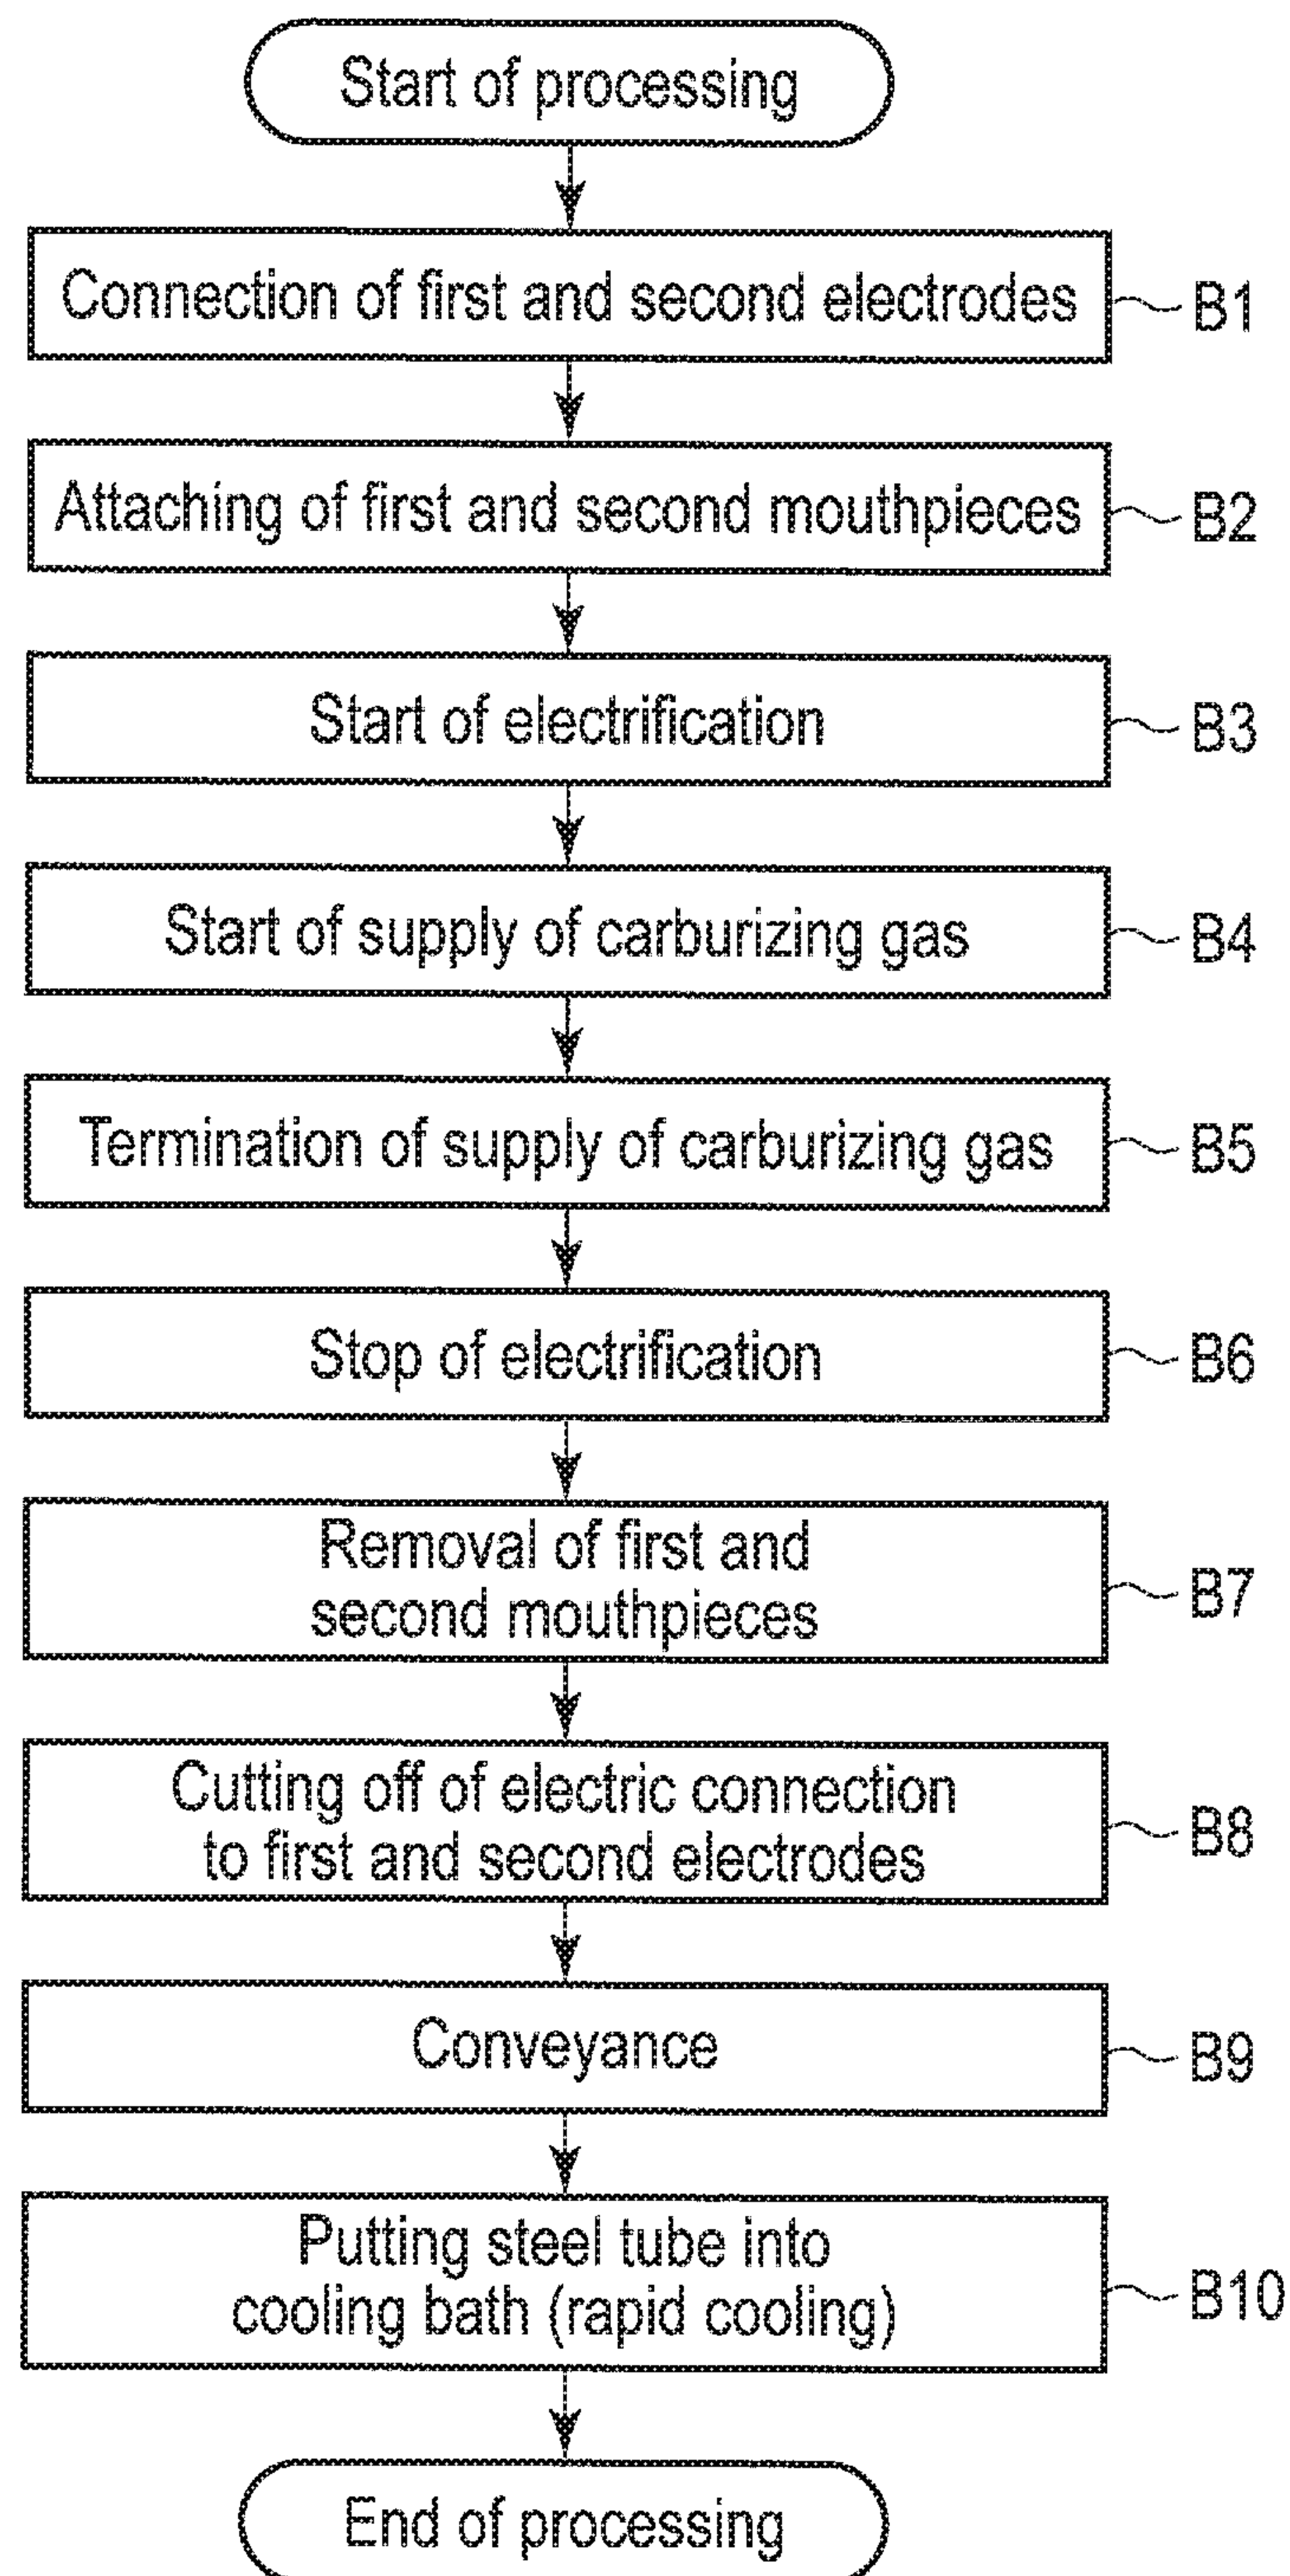 Start of processing
Connection of first and second electrodes
B1
Attaching of first and second mouthpieces
B2
Start of electrification
B3
Start of supply of carburizing gas
B4
Termination of supply of carburizing gas
B5
Stop of electrification
B6
Removal of first and
second mouthpieces
B7
Cutting off of electric connection
to first and second electrodes
B8
Conveyance
B9
Putting steel tube into
cooling bath (rapid cooling)
B10
End of processing